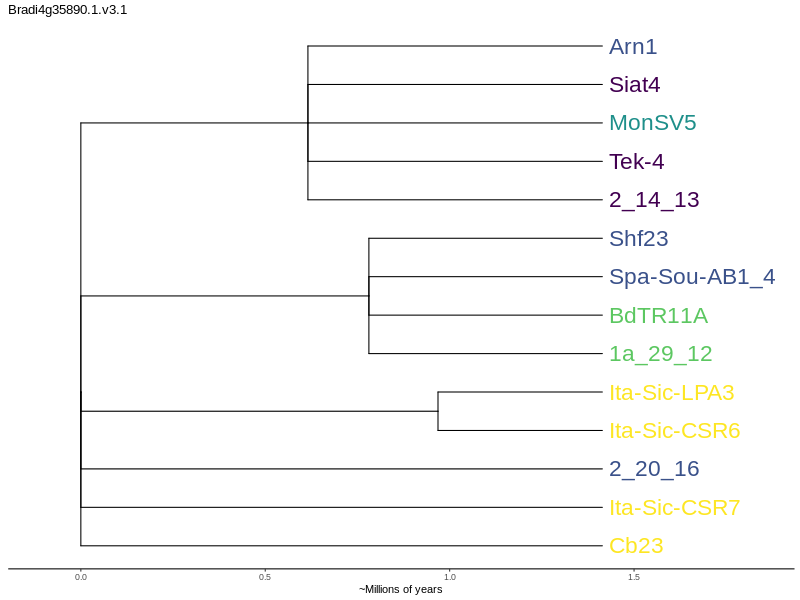 Bradi4g35890.1.v3.1
Arn1
Siat4
MonSV5
Tek-4
2_14_13
Shf23
Spa-Sou-AB1_4
BdTR11A
1a_29_12
Ita-Sic-LPA3
Ita-Sic-CSR6
2_20_16
Ita-Sic-CSR7
Cb23
0.0 0.5 1.0 1.5
~Millions of years